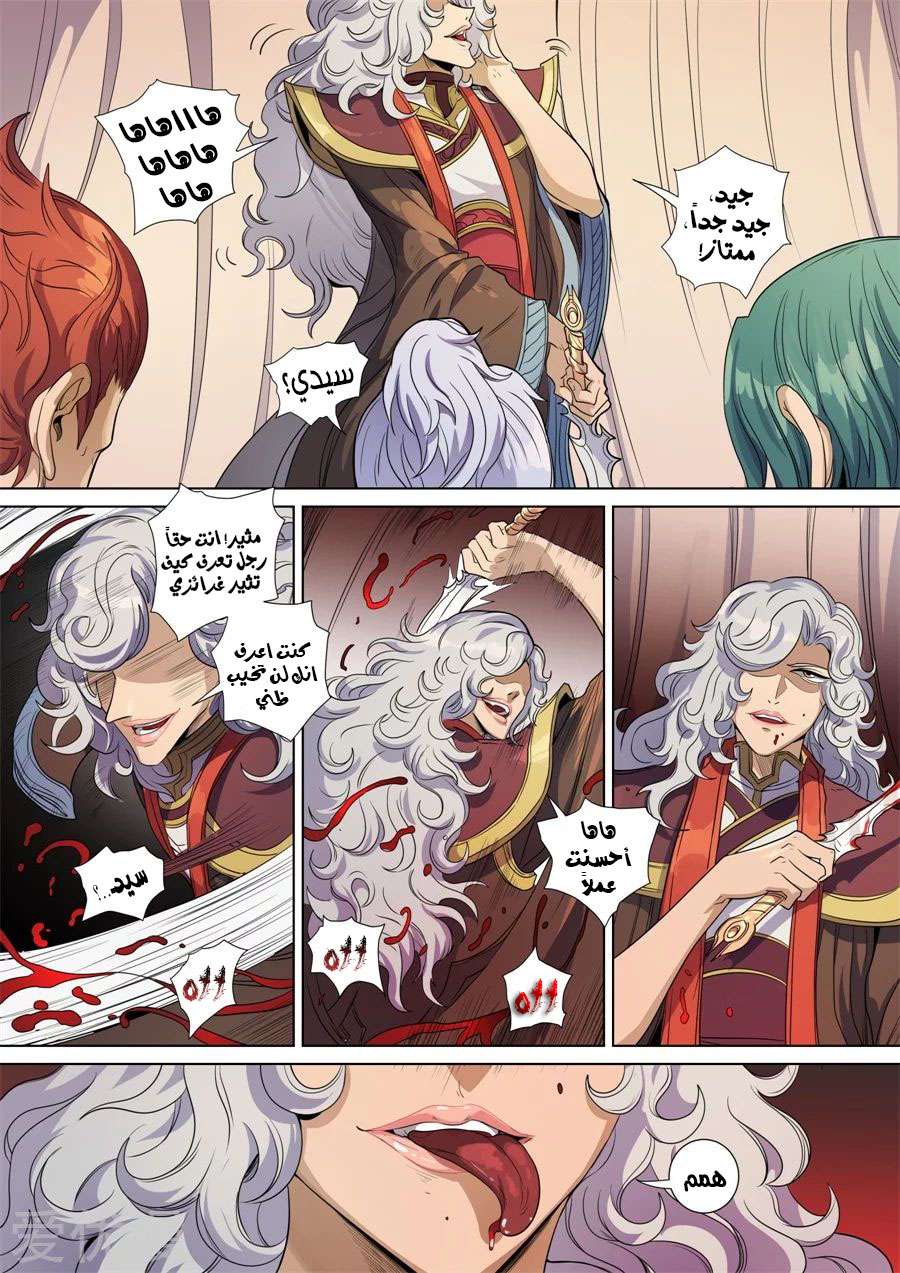 جيد،
جيد جداً،
ممتاز!
هاااهاها
هاهاها
هاها
سيدي؟
مثير! انت حقاً
رجل تعرف كيف
تثير غرائزي
كنت اعرف
انك لن تخيب
ظني
سيد..؟
هاها
أحسنت
عملاً
همم